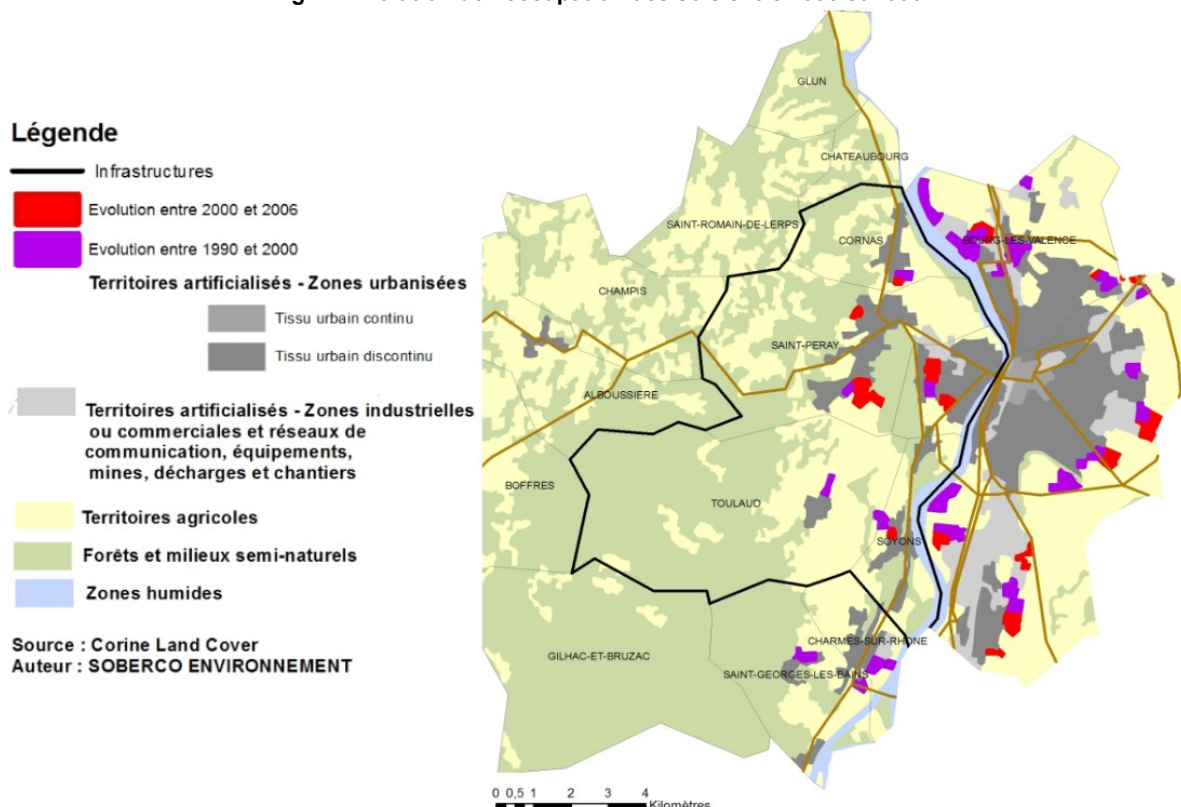 Légende
Infrastructures
Evolution entre 2000 et 2006
Evolution entre 1990 et 2000
Territoires artificialisés - Zones urbanisées
Tissu urbain continu
Tissu urbain discontinu
Territoires artificialisés - Zones industrielles
ou commerciales et réseaux de
communication, équipements,
mines, décharges et chantiers
Territoires agricoles
Forêts et milieux semi-naturels
Zones humides
Source : Corine Land Cover
Auteur : SOBERCO ENVIRONNEMENT
GLUN
CHATEAUBOURG
SAINT-ROMAIN-DE-LERPS
CORNAS
BOURG-LES-VALENCE
CHAMPIS
SAINT-PERAY
ALBOUSSIERE
BOFFRES
TOULAUD
SOYONS
GILHAC-ET-BRUZAC
CHARMES-SUR-RHONE
SAINT-GEORGES-LES-BAINS
0 0,5 1 2 3 4
Kilomètres